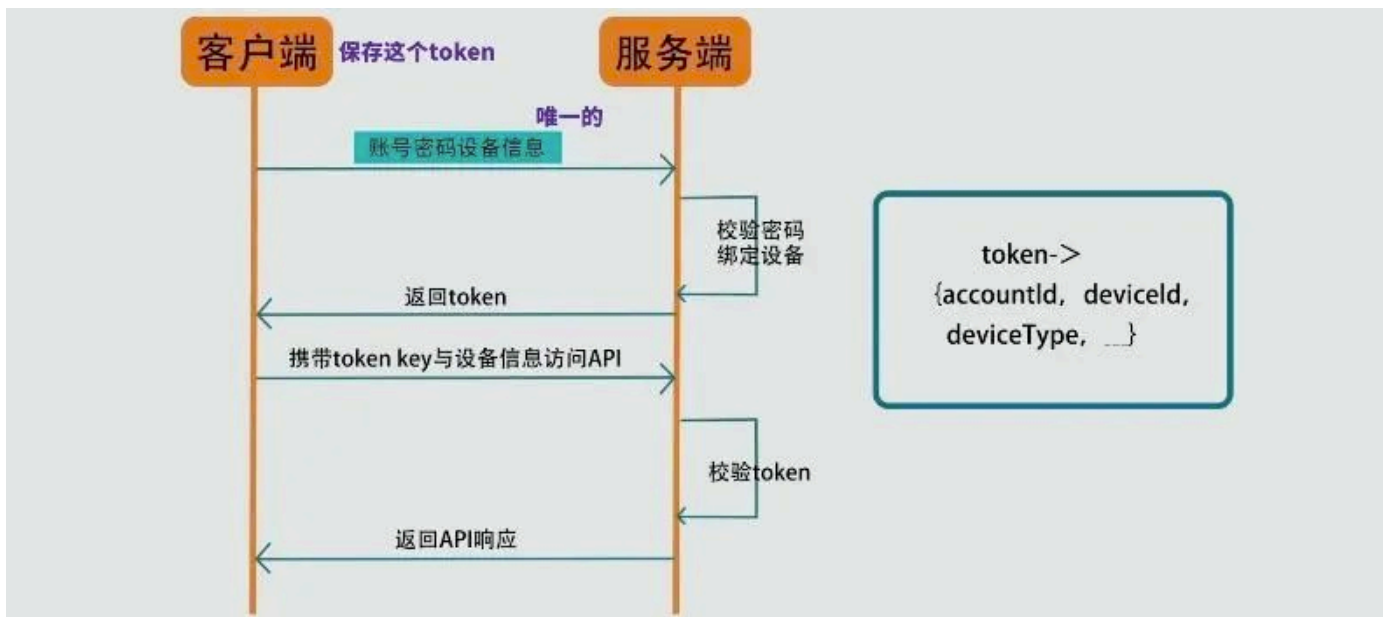 客户端
保存这个token
服务端
唯一的
账号密码设备信息
校验密码
绑定设备
返回token
携带token key与设备信息访问API
校验token
返回API响应
token->
{accountId, deviceId,
deviceType, ...}